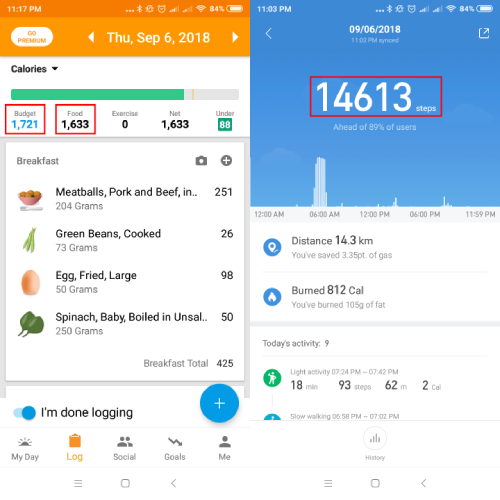 11:17 PM
84%
GO
PREMIUM
Thu, Sep 6, 2018
Calories
Budget Food Exercise Net Under
1,721 1,633 0 1,633 88
Breakfast
Meatballs, Pork and Beef, in.. 251
204 Grams
Green Beans, Cooked 26
73 Grams
Egg, Fried, Large 98
50 Grams
Spinach, Baby, Boiled in Unsal.. 50
250 Grams
Breakfast Total 425
I'm done logging
My Day Log Social Goals Me
11:03 PM
84%
09/06/2018
11:02 PM synced
14613 steps
Ahead of 89% of users
12:00 AM 06:00 AM 12:00 PM 06:00 PM 11:59 PM
Distance 14.3 km
You've saved 3.35pt. of gas
Burned 812 Cal
You've burned 105g of fat
Today's activity: 9
Light activity 07:24 PM ~ 07:42 PM
18 min 93 steps 62 m 2 Cal
Slow walking 06:58 PM ~ 07:02 PM
History